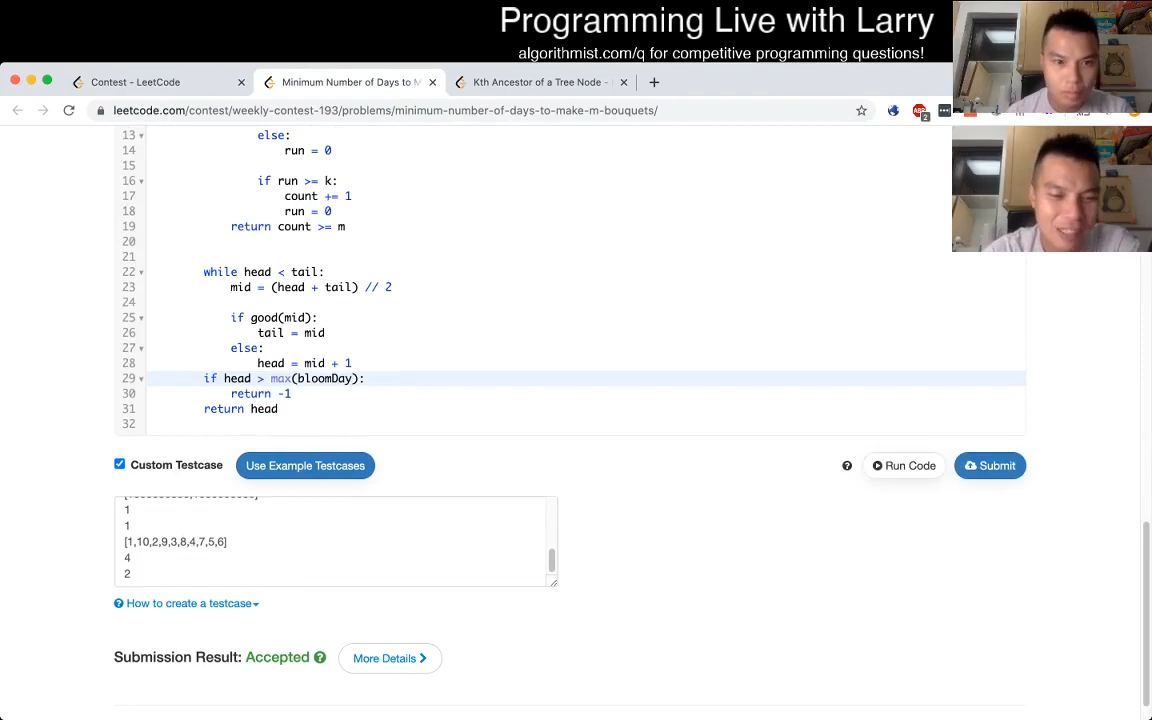 Programming Live with Larry
algorithmist.com/q for competitive programming questions!
Contest - LeetCode
Minimum Number of Days to M
Kth Ancestor of a Tree Node -
leetcode.com/contest/weekly-contest-193/problems/minimum-number-of-days-to-make-m-bouquets/
2
13 else:
14 run = 0
15
16 if run >= k:
17 count += 1
18 run = 0
19 return count >= m
20
21
22 while head < tail:
23 mid = (head + tail) // 2
24
25 if good(mid):
26 tail = mid
27 else:
28 head = mid + 1
29 if head > max(bloomDay):
30 return -1
31 return head
32
Custom Testcase
Use Example Testcases
Run Code
Submit
1
1
[1,10,2,9,3,8,4,7,5,6]
4
2
How to create a testcase
Submission Result: Accepted
More Details